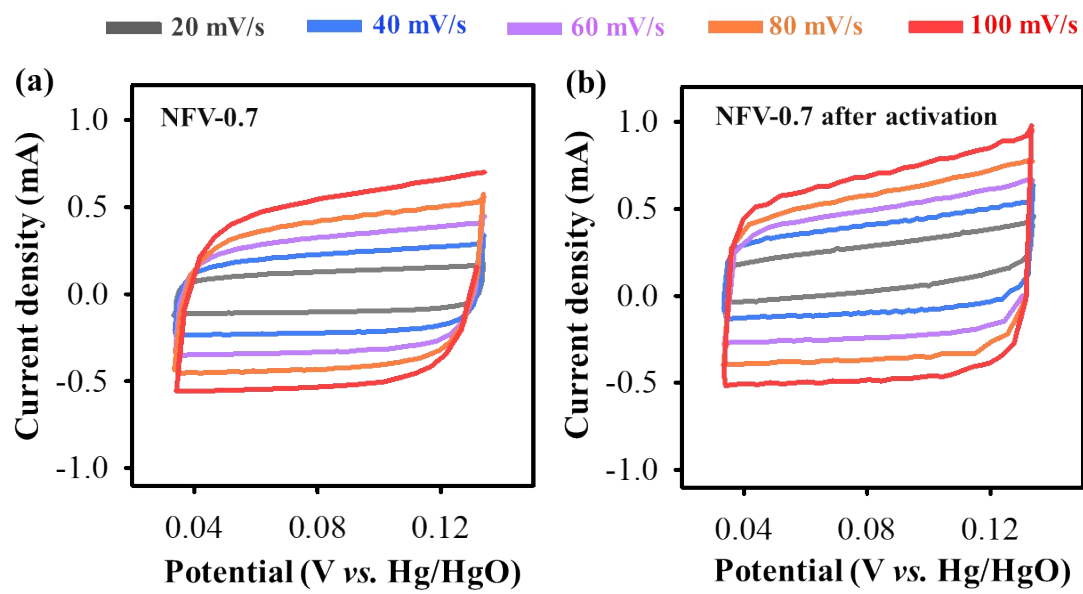 20 mV/s 40 mV/s 60 mV/s 80 mV/s 100 mV/s
(a)
NFV-0.7
1.0
0.5
0.0
-0.5
-1.0
Current density (mA)
0.04 0.08 0.12
Potential (V vs. Hg/HgO)
(b)
NFV-0.7 after activation
1.0
0.5
0.0
-0.5
-1.0
Current density (mA)
0.04 0.08 0.12
Potential (V vs. Hg/HgO)